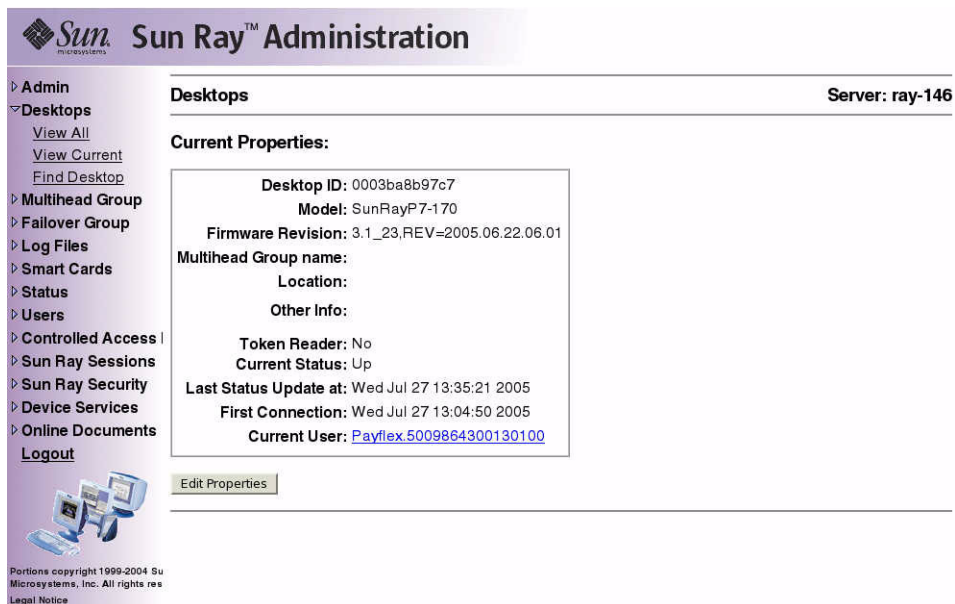 Sun microsystems Sun Ray™ Administration
Admin
Desktops
View All
View Current
Find Desktop
Multihead Group
Failover Group
Log Files
Smart Cards
Status
Users
Controlled Access
Sun Ray Sessions
Sun Ray Security
Device Services
Online Documents
Logout
Portions copyright 1999-2004 Su
Microsystems, Inc. All rights res
Legal Notice
Desktops Server: ray-146
Current Properties:
Desktop ID: 0003ba8b97c7
Model: SunRayP7-170
Firmware Revision: 3.1_23,REV=2005.06.22.06.01
Multihead Group name:
Location:
Other Info:
Token Reader: No
Current Status: Up
Last Status Update at: Wed Jul 27 13:35:21 2005
First Connection: Wed Jul 27 13:04:50 2005
Current User: Payflex.5009864300130100
Edit Properties